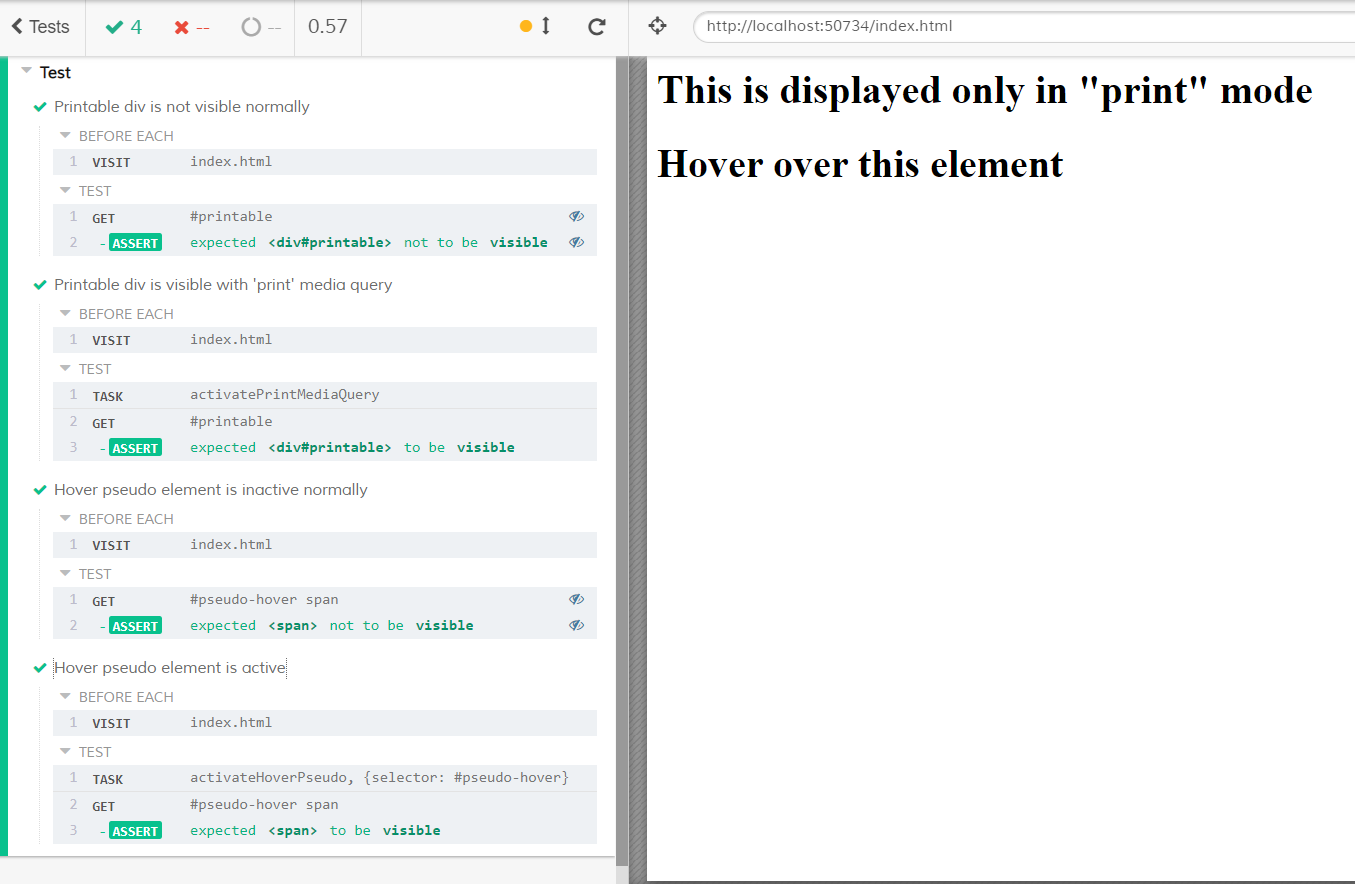 Tests 4 -- -- 0.57 http://localhost:50734/index.html
Test
Printable div is not visible normally
BEFORE EACH
1 VISIT index.html
TEST
1 GET #printable
2 -ASSERT expected <div#printable> not to be visible
Printable div is visible with 'print' media query
BEFORE EACH
1 VISIT index.html
TEST
1 TASK activatePrintMediaQuery
2 GET #printable
3 -ASSERT expected <div#printable> to be visible
Hover pseudo element is inactive normally
BEFORE EACH
1 VISIT index.html
TEST
1 GET #pseudo-hover span
2 -ASSERT expected <span> not to be visible
Hover pseudo element is active
BEFORE EACH
1 VISIT index.html
TEST
1 TASK activateHoverPseudo, {selector: #pseudo-hover}
2 GET #pseudo-hover span
3 -ASSERT expected <span> to be visible
This is displayed only in "print" mode
Hover over this element